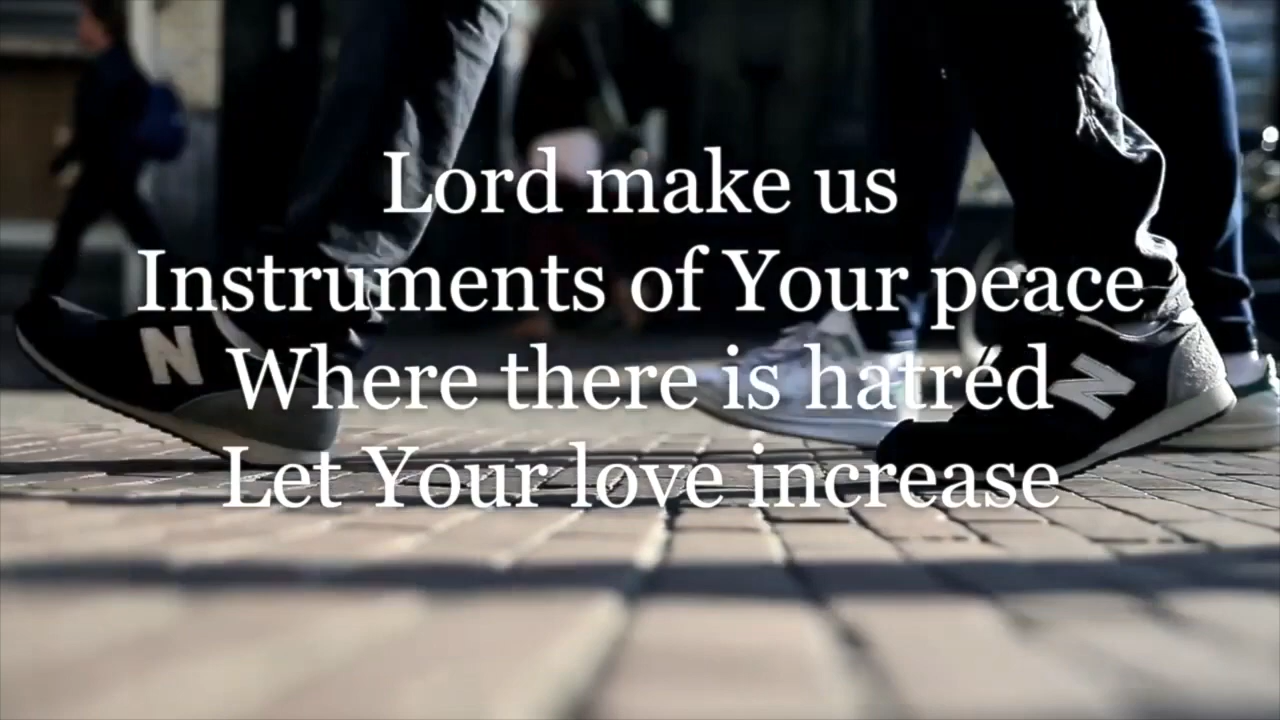 Lord make us
Instruments of Your peace
Where there is hatred
Let Your love increase
N
N